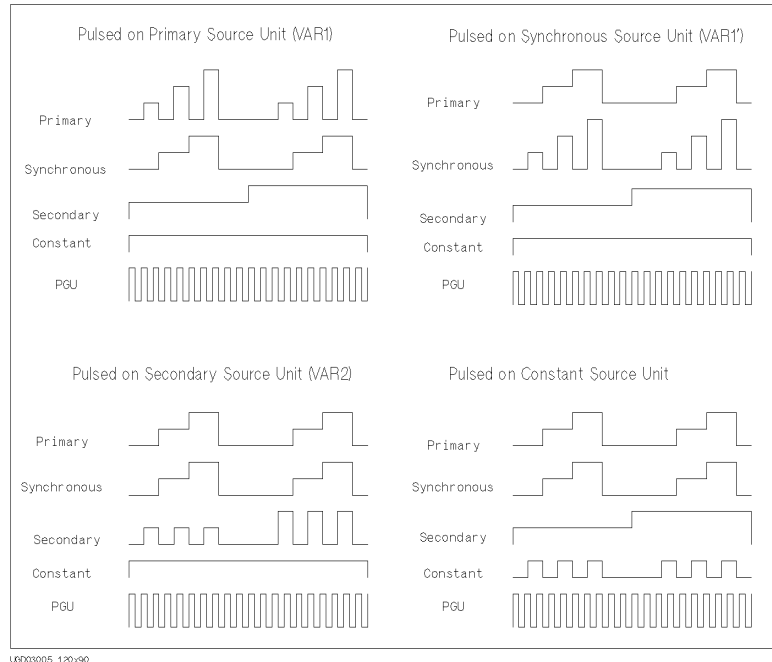 Pulsed on Primary Source Unit (VAR1)
Primary
Synchronous
Secondary
Constant
PGU
Pulsed on Synchronous Source Unit (VAR1')
Primary
Synchronous
Secondary
Constant
PGU
Pulsed on Secondary Source Unit (VAR2)
Primary
Synchronous
Secondary
Constant
PGU
Pulsed on Constant Source Unit
Primary
Synchronous
Secondary
Constant
PGU
UGD03005 120x90